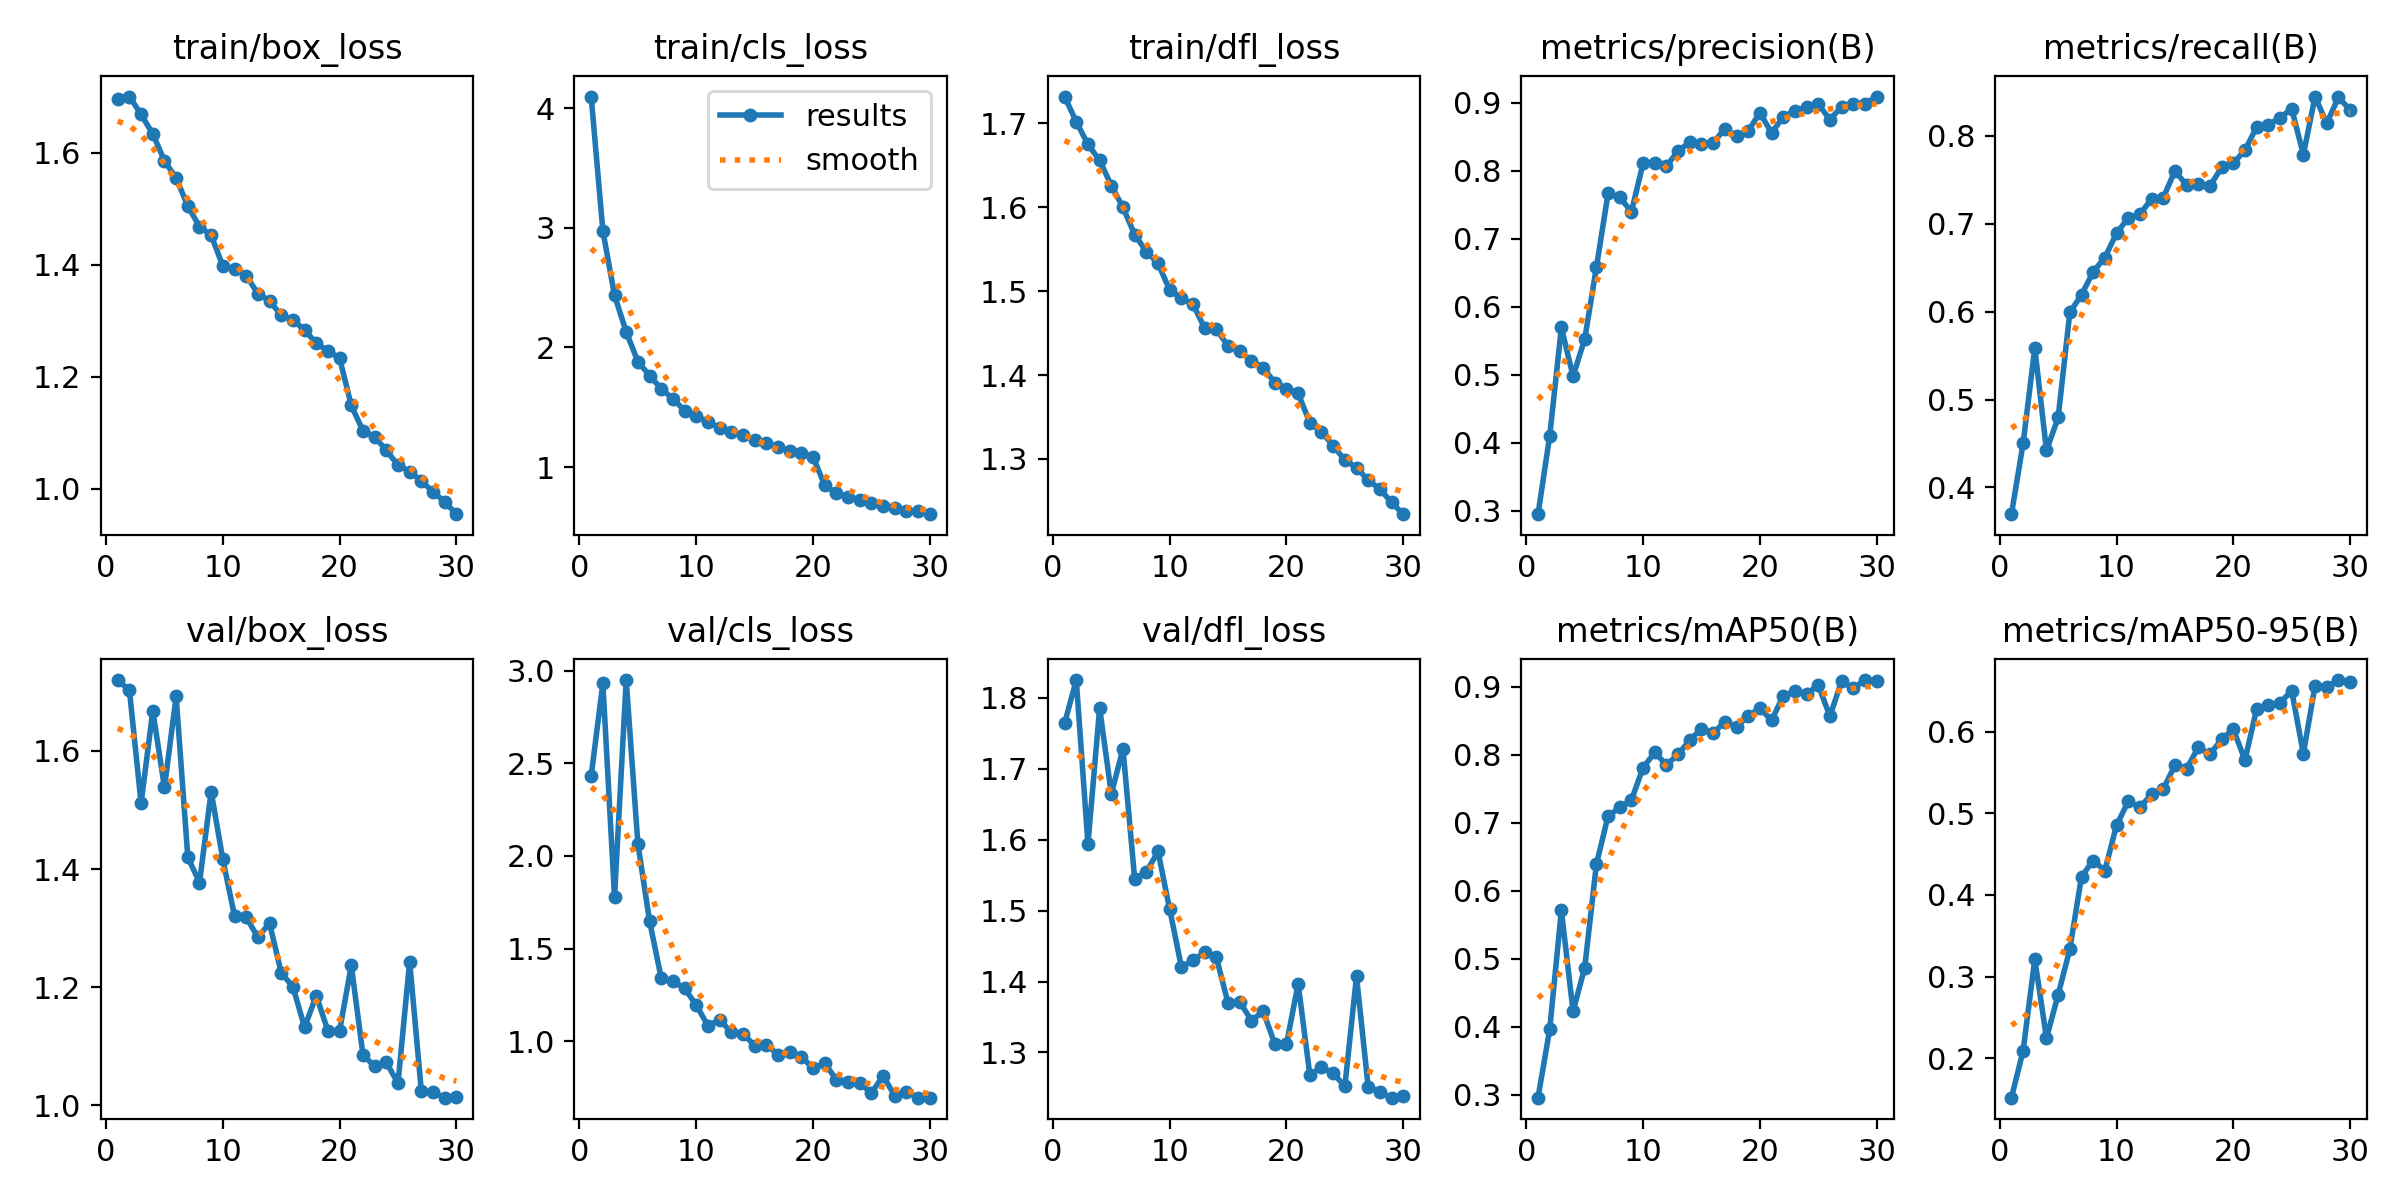 train/box_loss
1.6
1.4
1.2
1.0
0 10 20 30
train/cls_loss
results
smooth
4
3
2
1
0 10 20 30
train/dfl_loss
1.7
1.6
1.5
1.4
1.3
0 10 20 30
metrics/precision(B)
0.9
0.8
0.7
0.6
0.5
0.4
0.3
0 10 20 30
metrics/recall(B)
0.8
0.7
0.6
0.5
0.4
0 10 20 30
val/box_loss
1.6
1.4
1.2
1.0
0 10 20 30
val/cls_loss
3.0
2.5
2.0
1.5
1.0
0 10 20 30
val/dfl_loss
1.8
1.7
1.6
1.5
1.4
1.3
0 10 20 30
metrics/mAP50(B)
0.9
0.8
0.7
0.6
0.5
0.4
0.3
0 10 20 30
metrics/mAP50-95(B)
0.6
0.5
0.4
0.3
0.2
0 10 20 30